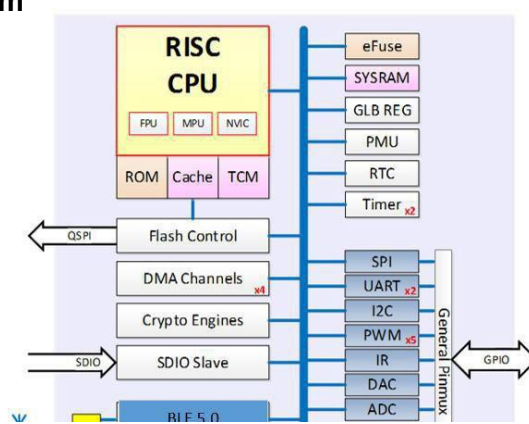 RISC
CPU
FPU
MPU
NVIC
ROM
Cache
TCM
QSPI
Flash Control
DMA Channels x4
Crypto Engines
SDIO
SDIO Slave
BLE 5.0
eFuse
SYSRAM
GLB REG
PMU
RTC
Timer x2
SPI
UART x2
I2C
PWM x5
IR
DAC
ADC
General Pinmux
GPIO